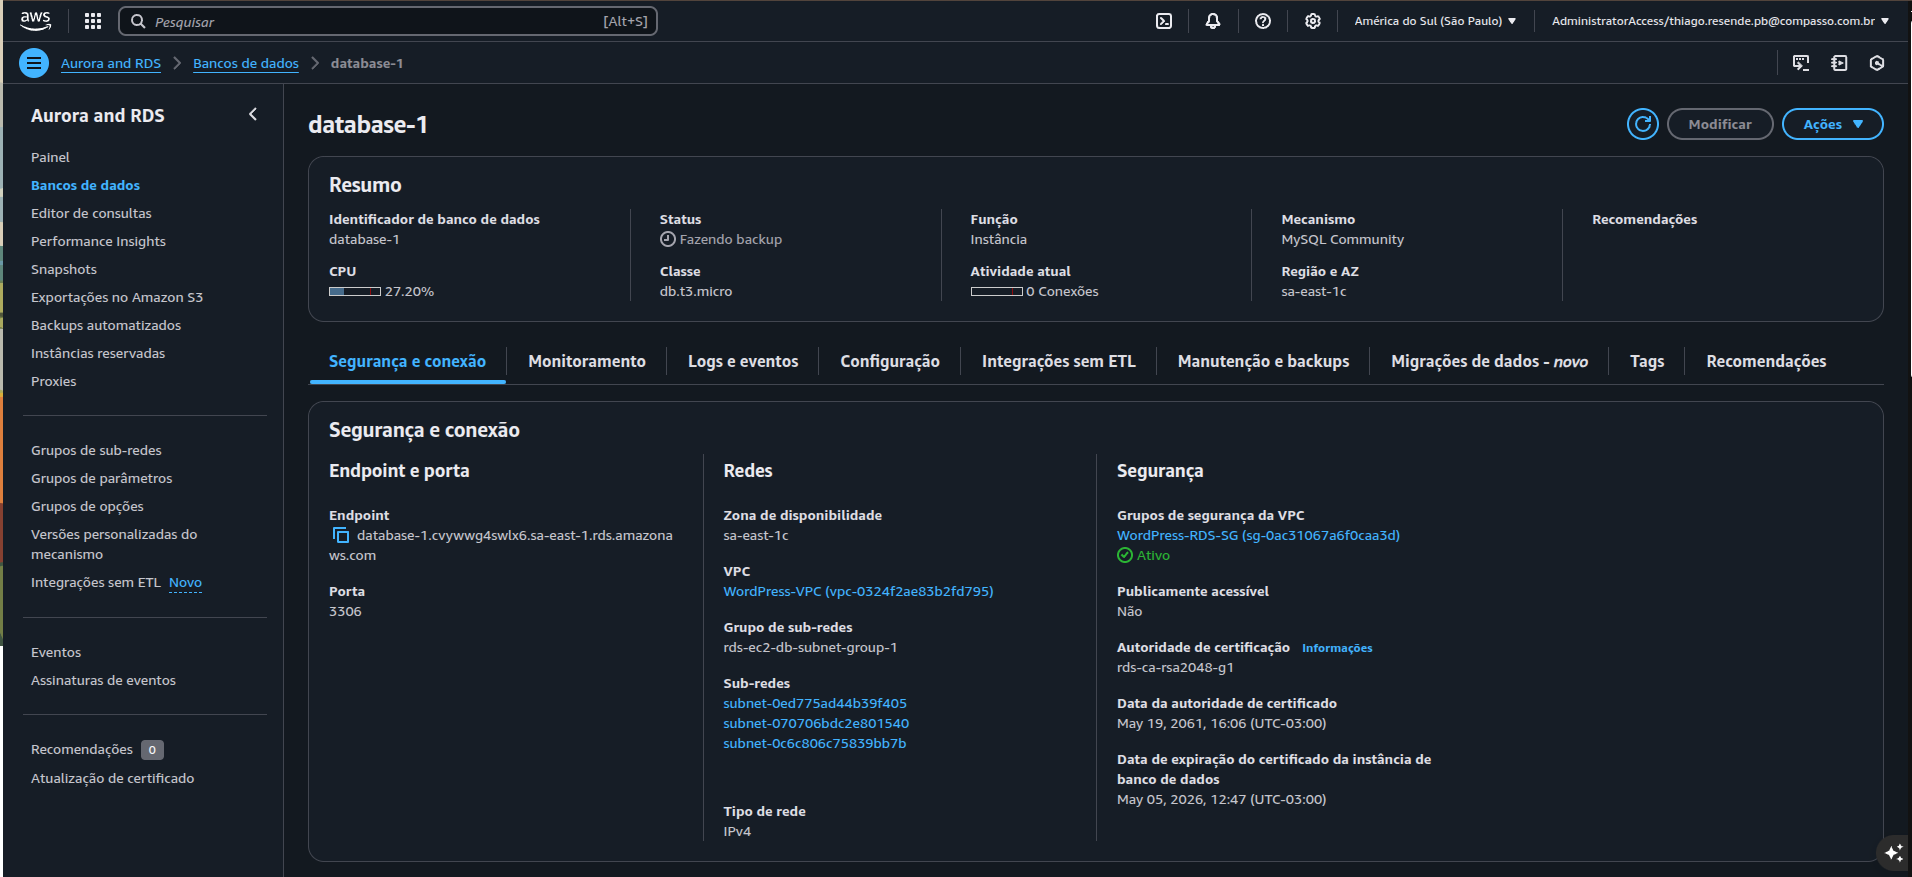 aws
Pesquisar
[Alt+S]
América do Sul (São Paulo)
AdministratorAccess/thiago.resende.pb@compasso.com.br
Aurora and RDS
Bancos de dados
database-1
Aurora and RDS
Painel
Bancos de dados
Editor de consultas
Performance Insights
Snapshots
Exportações no Amazon S3
Backups automatizados
Instâncias reservadas
Proxies
Grupos de sub-redes
Grupos de parâmetros
Grupos de opções
Versões personalizadas do
mecanismo
Integrações sem ETL Novo
Eventos
Assinaturas de eventos
Recomendações 0
Atualização de certificado
database-1
Modificar
Ações
Resumo
Identificador de banco de dados
database-1
CPU
27.20%
Status
Fazendo backup
Classe
db.t3.micro
Função
Instância
Atividade atual
0 Conexões
Mecanismo
MySQL Community
Região e AZ
sa-east-1c
Recomendações
Segurança e conexão
Monitoramento
Logs e eventos
Configuração
Integrações sem ETL
Manutenção e backups
Migrações de dados - novo
Tags
Recomendações
Segurança e conexão
Endpoint e porta
Endpoint
database-1.cvywwg4swlx6.sa-east-1.rds.amazona
ws.com
Porta
3306
Redes
Zona de disponibilidade
sa-east-1c
VPC
WordPress-VPC (vpc-0324f2ae83b2fd795)
Grupo de sub-redes
rds-ec2-db-subnet-group-1
Sub-redes
subnet-0ed775ad44b39f405
subnet-070706bdc2e801540
subnet-0c6c806c75839bb7b
Tipo de rede
IPv4
Segurança
Grupos de segurança da VPC
WordPress-RDS-SG (sg-0ac31067a6f0caa3d)
Ativo
Publicamente acessível
Não
Autoridade de certificação Informações
rds-ca-rsa2048-g1
Data da autoridade de certificado
May 19, 2061, 16:06 (UTC-03:00)
Data de expiração do certificado da instância de
banco de dados
May 05, 2026, 12:47 (UTC-03:00)